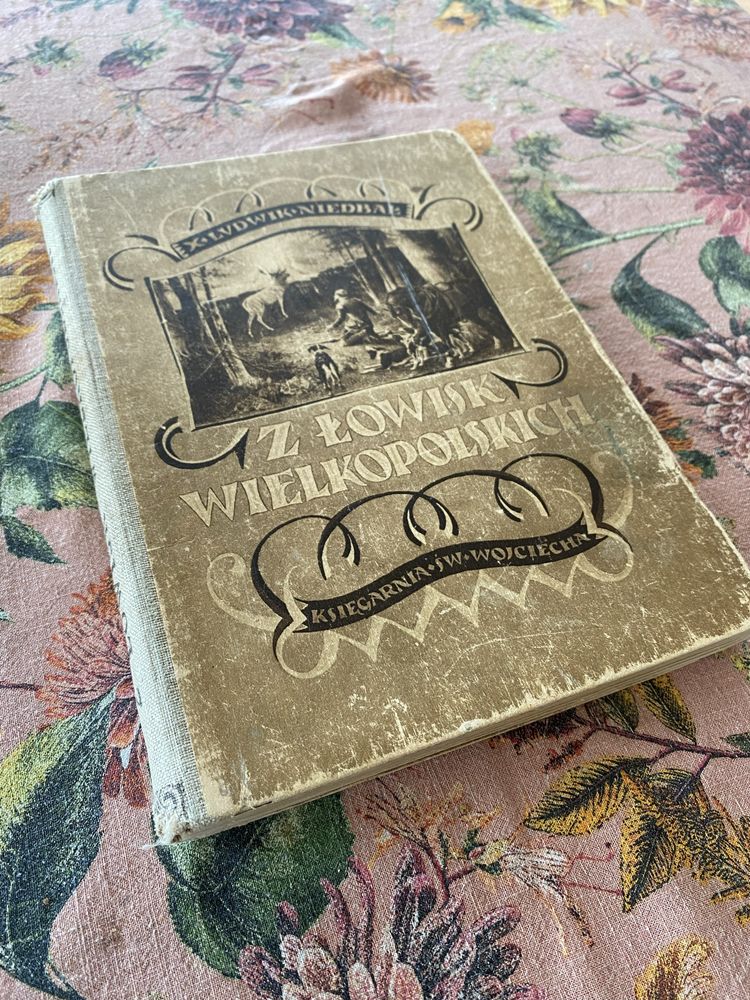 X·LUDWIK·NIEDBAŁ
Z ŁOWISK
WIELKOPOLSKICH
KSIĘGARNIA·ŚW·WOJCIECHA